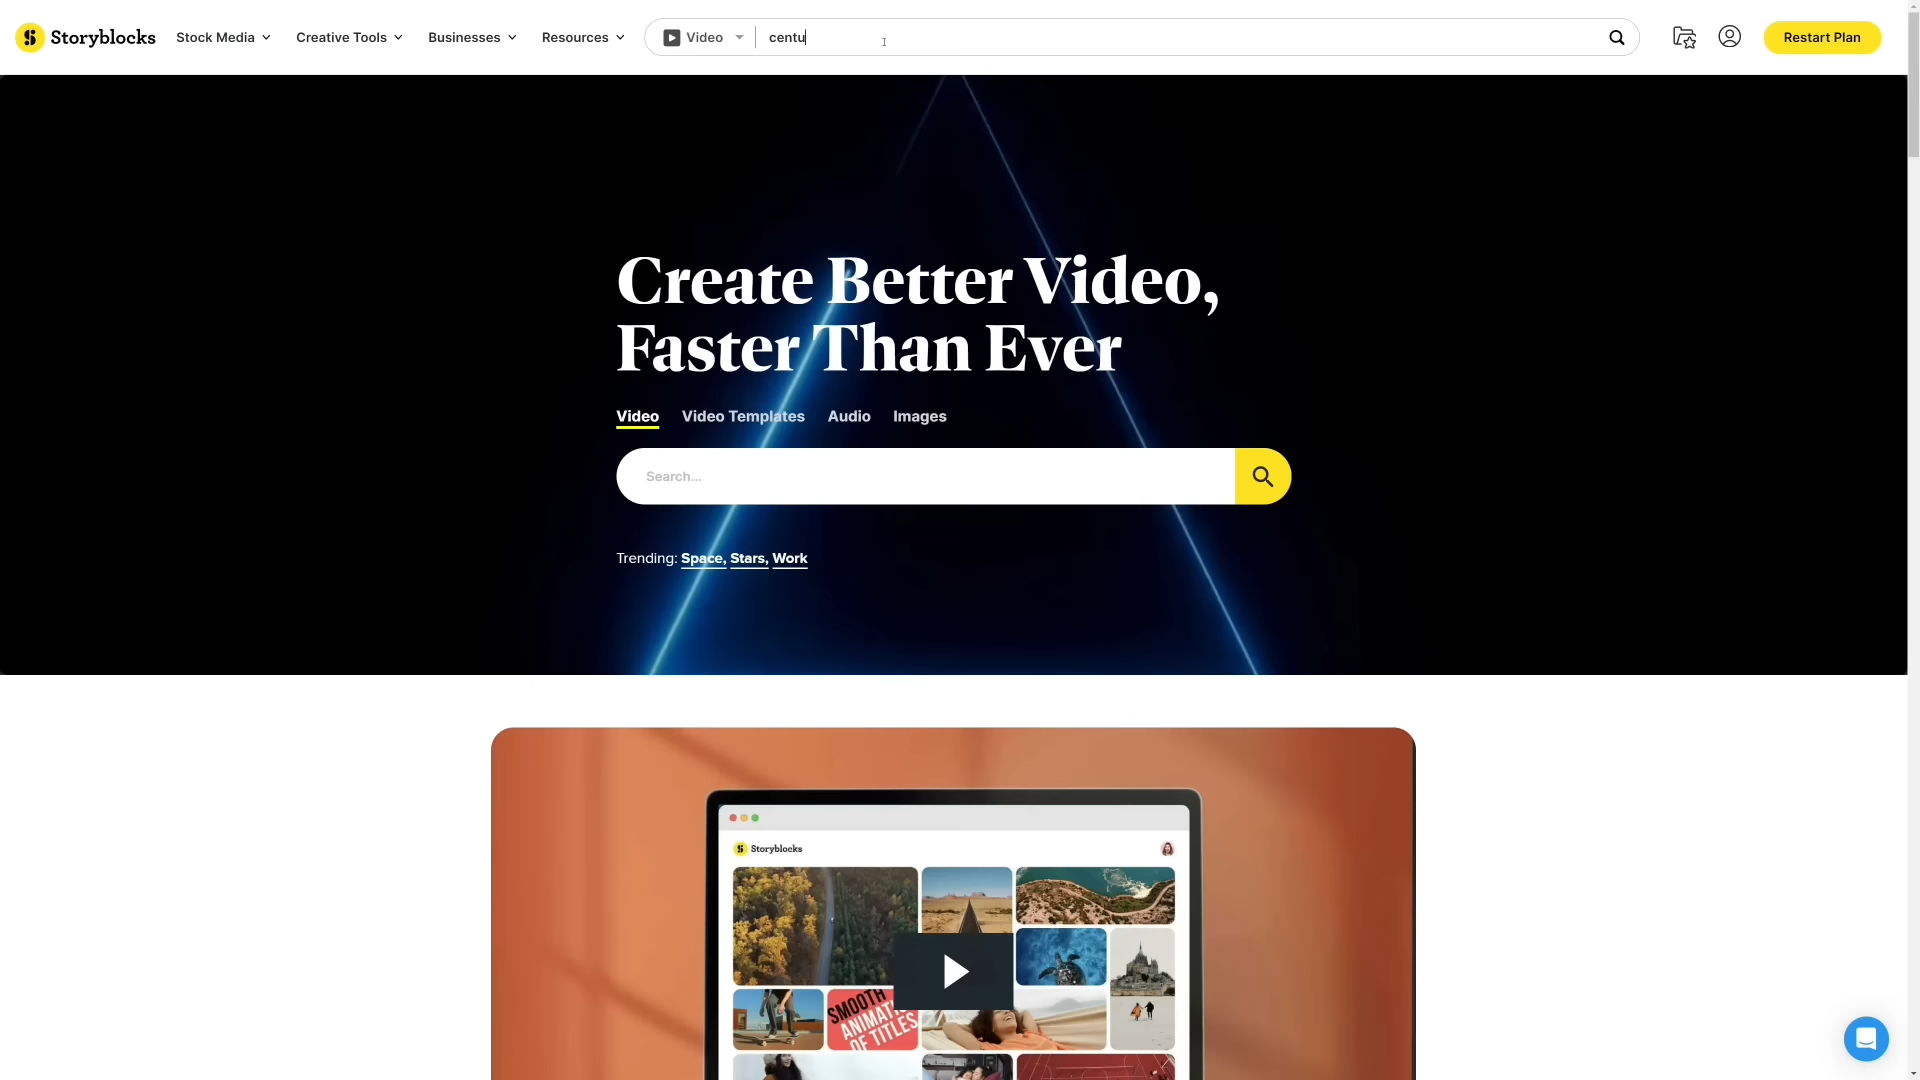 Storyblocks Stock Media Creative Tools Businesses Resources Video centu Restart Plan
Create Better Video,
Faster Than Ever
Video Video Templates Audio Images
Search...
Trending: Space, Stars, Work
Storyblocks
SMOOTH
ANIMATI
OF TITLES